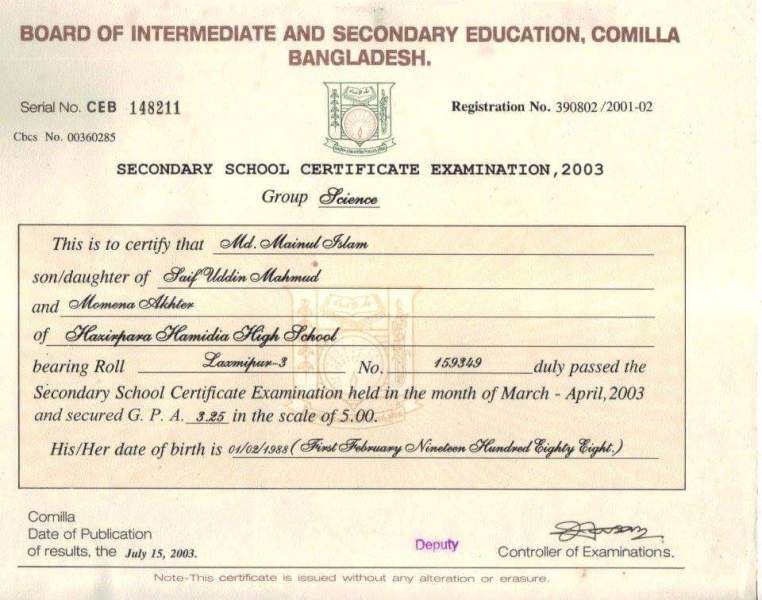 BOARD OF INTERMEDIATE AND SECONDARY EDUCATION, COMILLA
BANGLADESH.
Serial No. CEB 148211
Registration No. 390802 /2001-02
Cbcs No. 00360285
SECONDARY SCHOOL CERTIFICATE EXAMINATION,2003
Group Science
This is to certify that Md. Mainul Islam
son/daughter of Saif Uddin Mahmud
and Momena Akhter
of Hazirpara Hamidia High School
bearing Roll Laxmipur-3 No. 159349 duly passed the
Secondary School Certificate Examination held in the month of March - April,2003
and secured G. P. A. 3.25 in the scale of 5.00.
His/Her date of birth is 01/02/1988 ( First February Nineteen Hundred Eighty Eight.)
Comilla
Date of Publication
of results, the July 15, 2003.
Deputy
Controller of Examinations.
Note-This certificate is issued without any alteration or erasure.